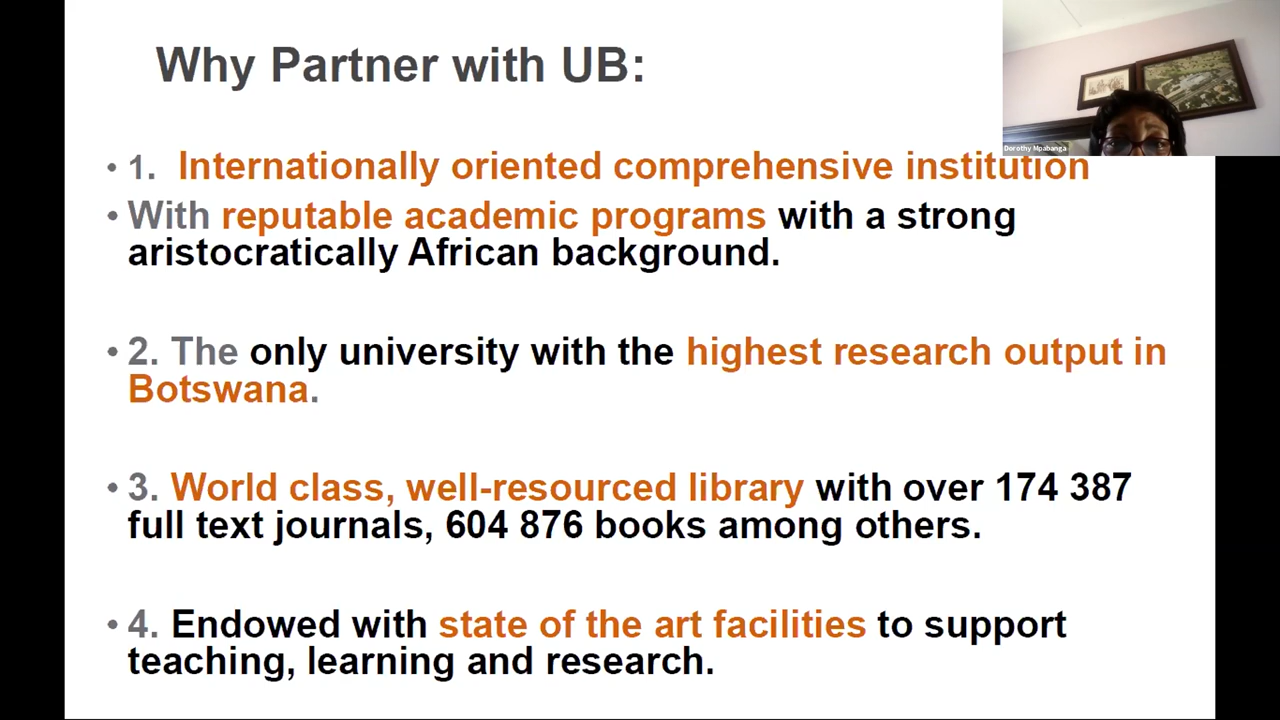 Why Partner with UB:
Dorothy Mpabanga
• 1. Internationally oriented comprehensive institution
• With reputable academic programs with a strong
aristocratically African background.
• 2. The only university with the highest research output in
Botswana.
• 3. World class, well-resourced library with over 174 387
full text journals, 604 876 books among others.
• 4. Endowed with state of the art facilities to support
teaching, learning and research.